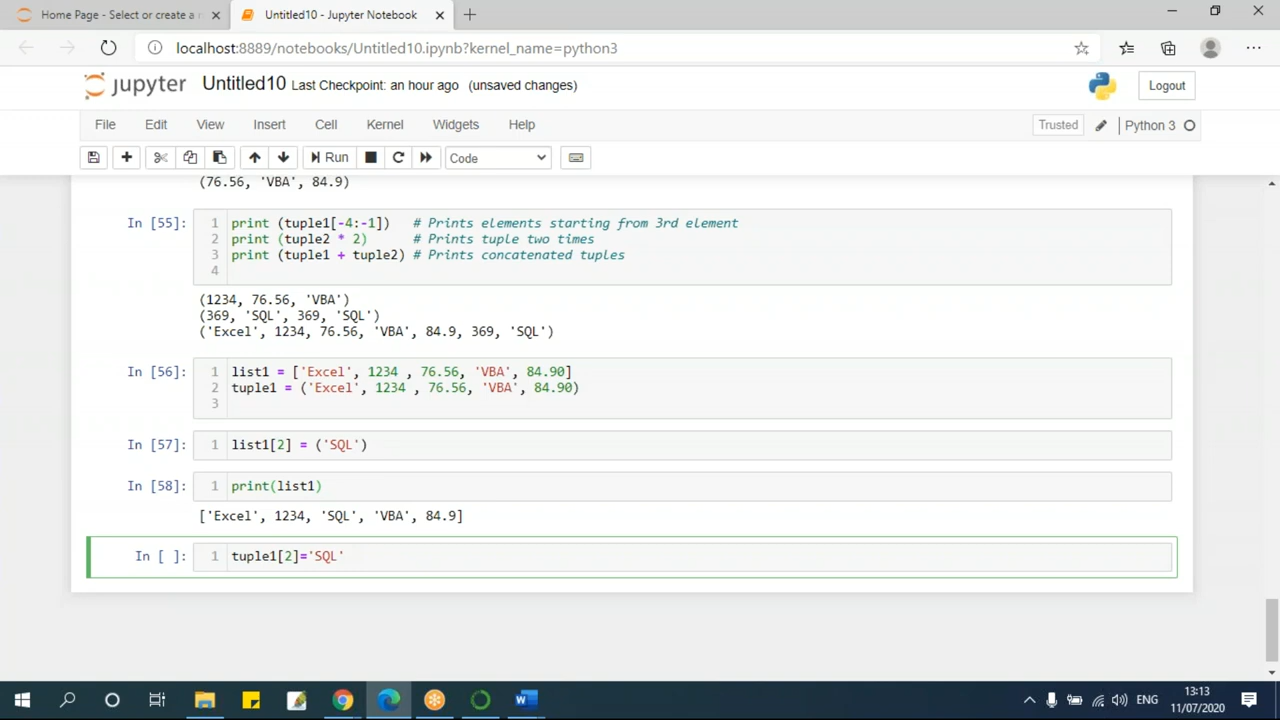 Home Page - Select or create a n
Untitled10 - Jupyter Notebook
localhost:8889/notebooks/Untitled10.ipynb?kernel_name=python3
jupyter Untitled10 Last Checkpoint: an hour ago (unsaved changes)
Logout
File Edit View Insert Cell Kernel Widgets Help
Trusted
Python 3
Run
Code
(76.56, 'VBA', 84.9)
In [55]:
1 print (tuple1[-4:-1]) # Prints elements starting from 3rd element
2 print (tuple2 * 2) # Prints tuple two times
3 print (tuple1 + tuple2) # Prints concatenated tuples
4
(1234, 76.56, 'VBA')
(369, 'SQL', 369, 'SQL')
('Excel', 1234, 76.56, 'VBA', 84.9, 369, 'SQL')
In [56]:
1 list1 = ['Excel', 1234 , 76.56, 'VBA', 84.90]
2 tuple1 = ('Excel', 1234 , 76.56, 'VBA', 84.90)
3
In [57]:
1 list1[2] = ('SQL')
In [58]:
1 print(list1)
['Excel', 1234, 'SQL', 'VBA', 84.9]
In [ ]:
1 tuple1[2]='SQL'
ENG
13:13
11/07/2020